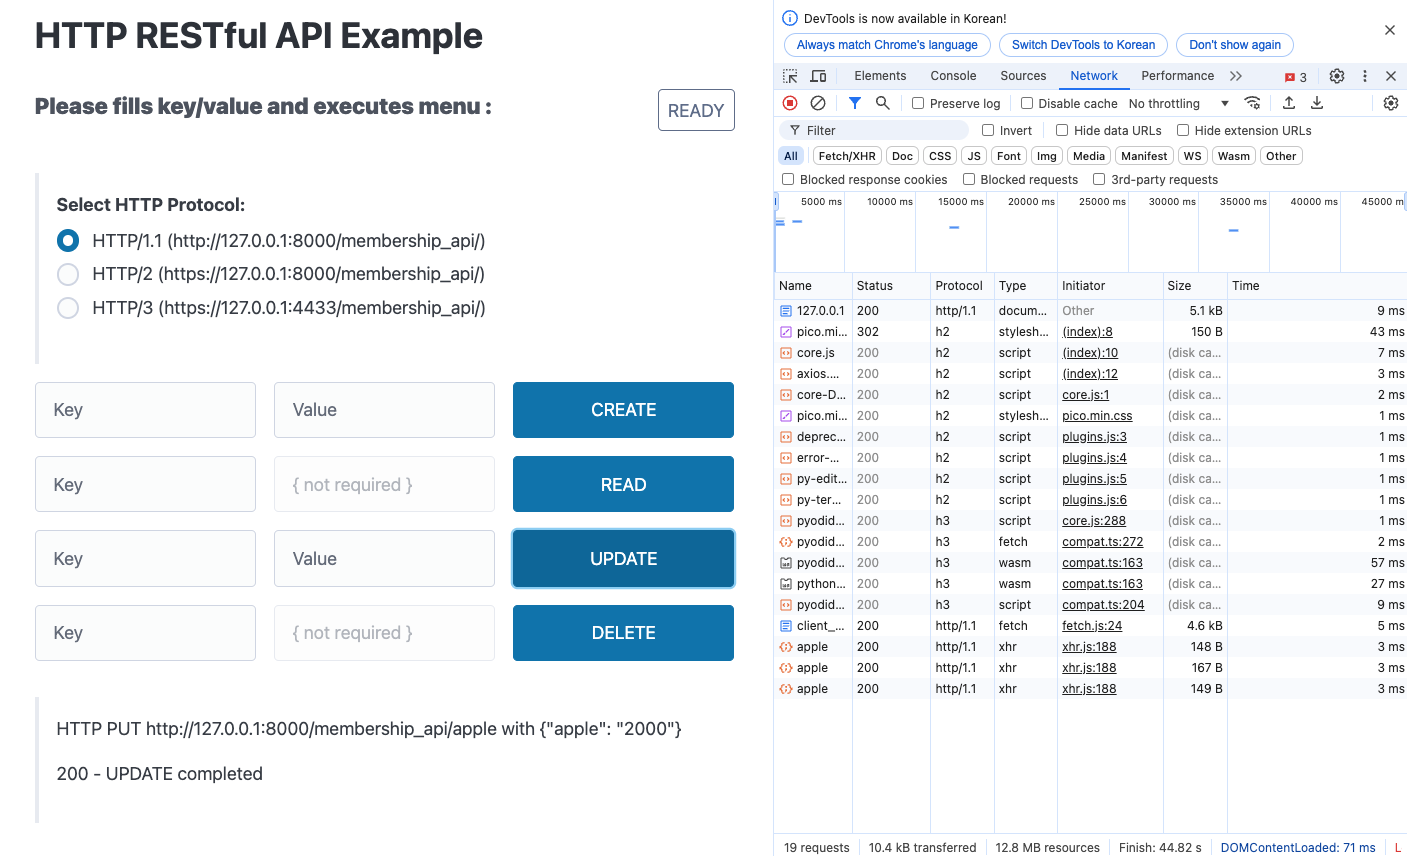 HTTP RESTful API Example
Please fills key/value and executes menu :
READY
Select HTTP Protocol:
HTTP/1.1 (http://127.0.0.1:8000/membership_api/)
HTTP/2 (https://127.0.0.1:8000/membership_api/)
HTTP/3 (https://127.0.0.1:4433/membership_api/)
Key Value CREATE
Key { not required } READ
Key Value UPDATE
Key { not required } DELETE
HTTP PUT http://127.0.0.1:8000/membership_api/apple with {"apple": "2000"}
200 - UPDATE completed
DevTools is now available in Korean!
Always match Chrome's language Switch DevTools to Korean Don't show again
Elements Console Sources Network Performance 3
Preserve log Disable cache No throttling
Filter Invert Hide data URLs Hide extension URLs
All Fetch/XHR Doc CSS JS Font Img Media Manifest WS Wasm Other
Blocked response cookies Blocked requests 3rd-party requests
5000 ms 10000 ms 15000 ms 20000 ms 25000 ms 30000 ms 35000 ms 40000 ms 45000 m
Name Status Protocol Type Initiator Size Time
127.0.0.1 200 http/1.1 docum... Other 5.1 kB 9 ms
pico.mi... 302 h2 stylesh... (index):8 150 B 43 ms
core.js 200 h2 script (index):10 (disk ca... 7 ms
axios.... 200 h2 script (index):12 (disk ca... 3 ms
core-D... 200 h2 script core.js:1 (disk ca... 2 ms
pico.mi... 200 h2 stylesh... pico.min.css (disk ca... 1 ms
deprec... 200 h2 script plugins.js:3 (disk ca... 1 ms
error-... 200 h2 script plugins.js:4 (disk ca... 1 ms
py-edit... 200 h2 script plugins.js:5 (disk ca... 1 ms
py-ter... 200 h2 script plugins.js:6 (disk ca... 1 ms
pyodid... 200 h3 script core.js:288 (disk ca... 1 ms
pyodid... 200 h3 fetch compat.ts:272 (disk ca... 2 ms
pyodid... 200 h3 wasm compat.ts:163 (disk ca... 57 ms
python... 200 h3 wasm compat.ts:163 (disk ca... 27 ms
pyodid... 200 h3 script compat.ts:204 (disk ca... 9 ms
client_... 200 http/1.1 fetch fetch.js:24 4.6 kB 5 ms
apple 200 http/1.1 xhr xhr.js:188 148 B 3 ms
apple 200 http/1.1 xhr xhr.js:188 167 B 3 ms
apple 200 http/1.1 xhr xhr.js:188 149 B 3 ms
19 requests 10.4 kB transferred 12.8 MB resources Finish: 44.82 s DOMContentLoaded: 71 ms L